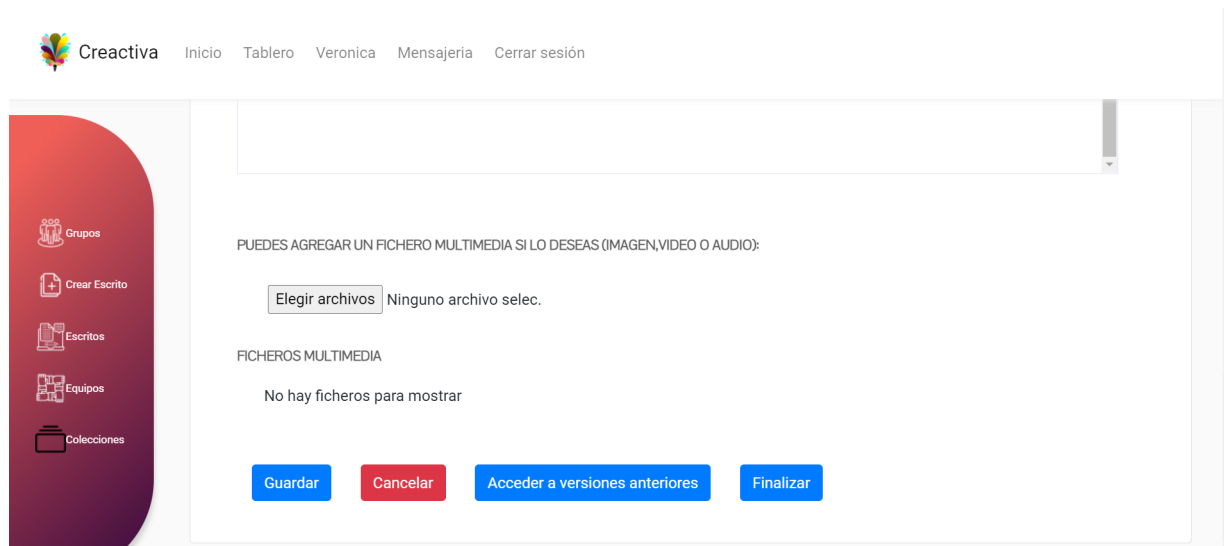 Creactiva Inicio Tablero Veronica Mensajeria Cerrar sesión
Grupos
Crear Escrito
Escritos
Equipos
Colecciones
PUEDES AGREGAR UN FICHERO MULTIMEDIA SI LO DESEAS (IMAGEN,VIDEO O AUDIO):
Elegir archivos Ninguno archivo selec.
FICHEROS MULTIMEDIA
No hay ficheros para mostrar
Guardar Cancelar Acceder a versiones anteriores Finalizar